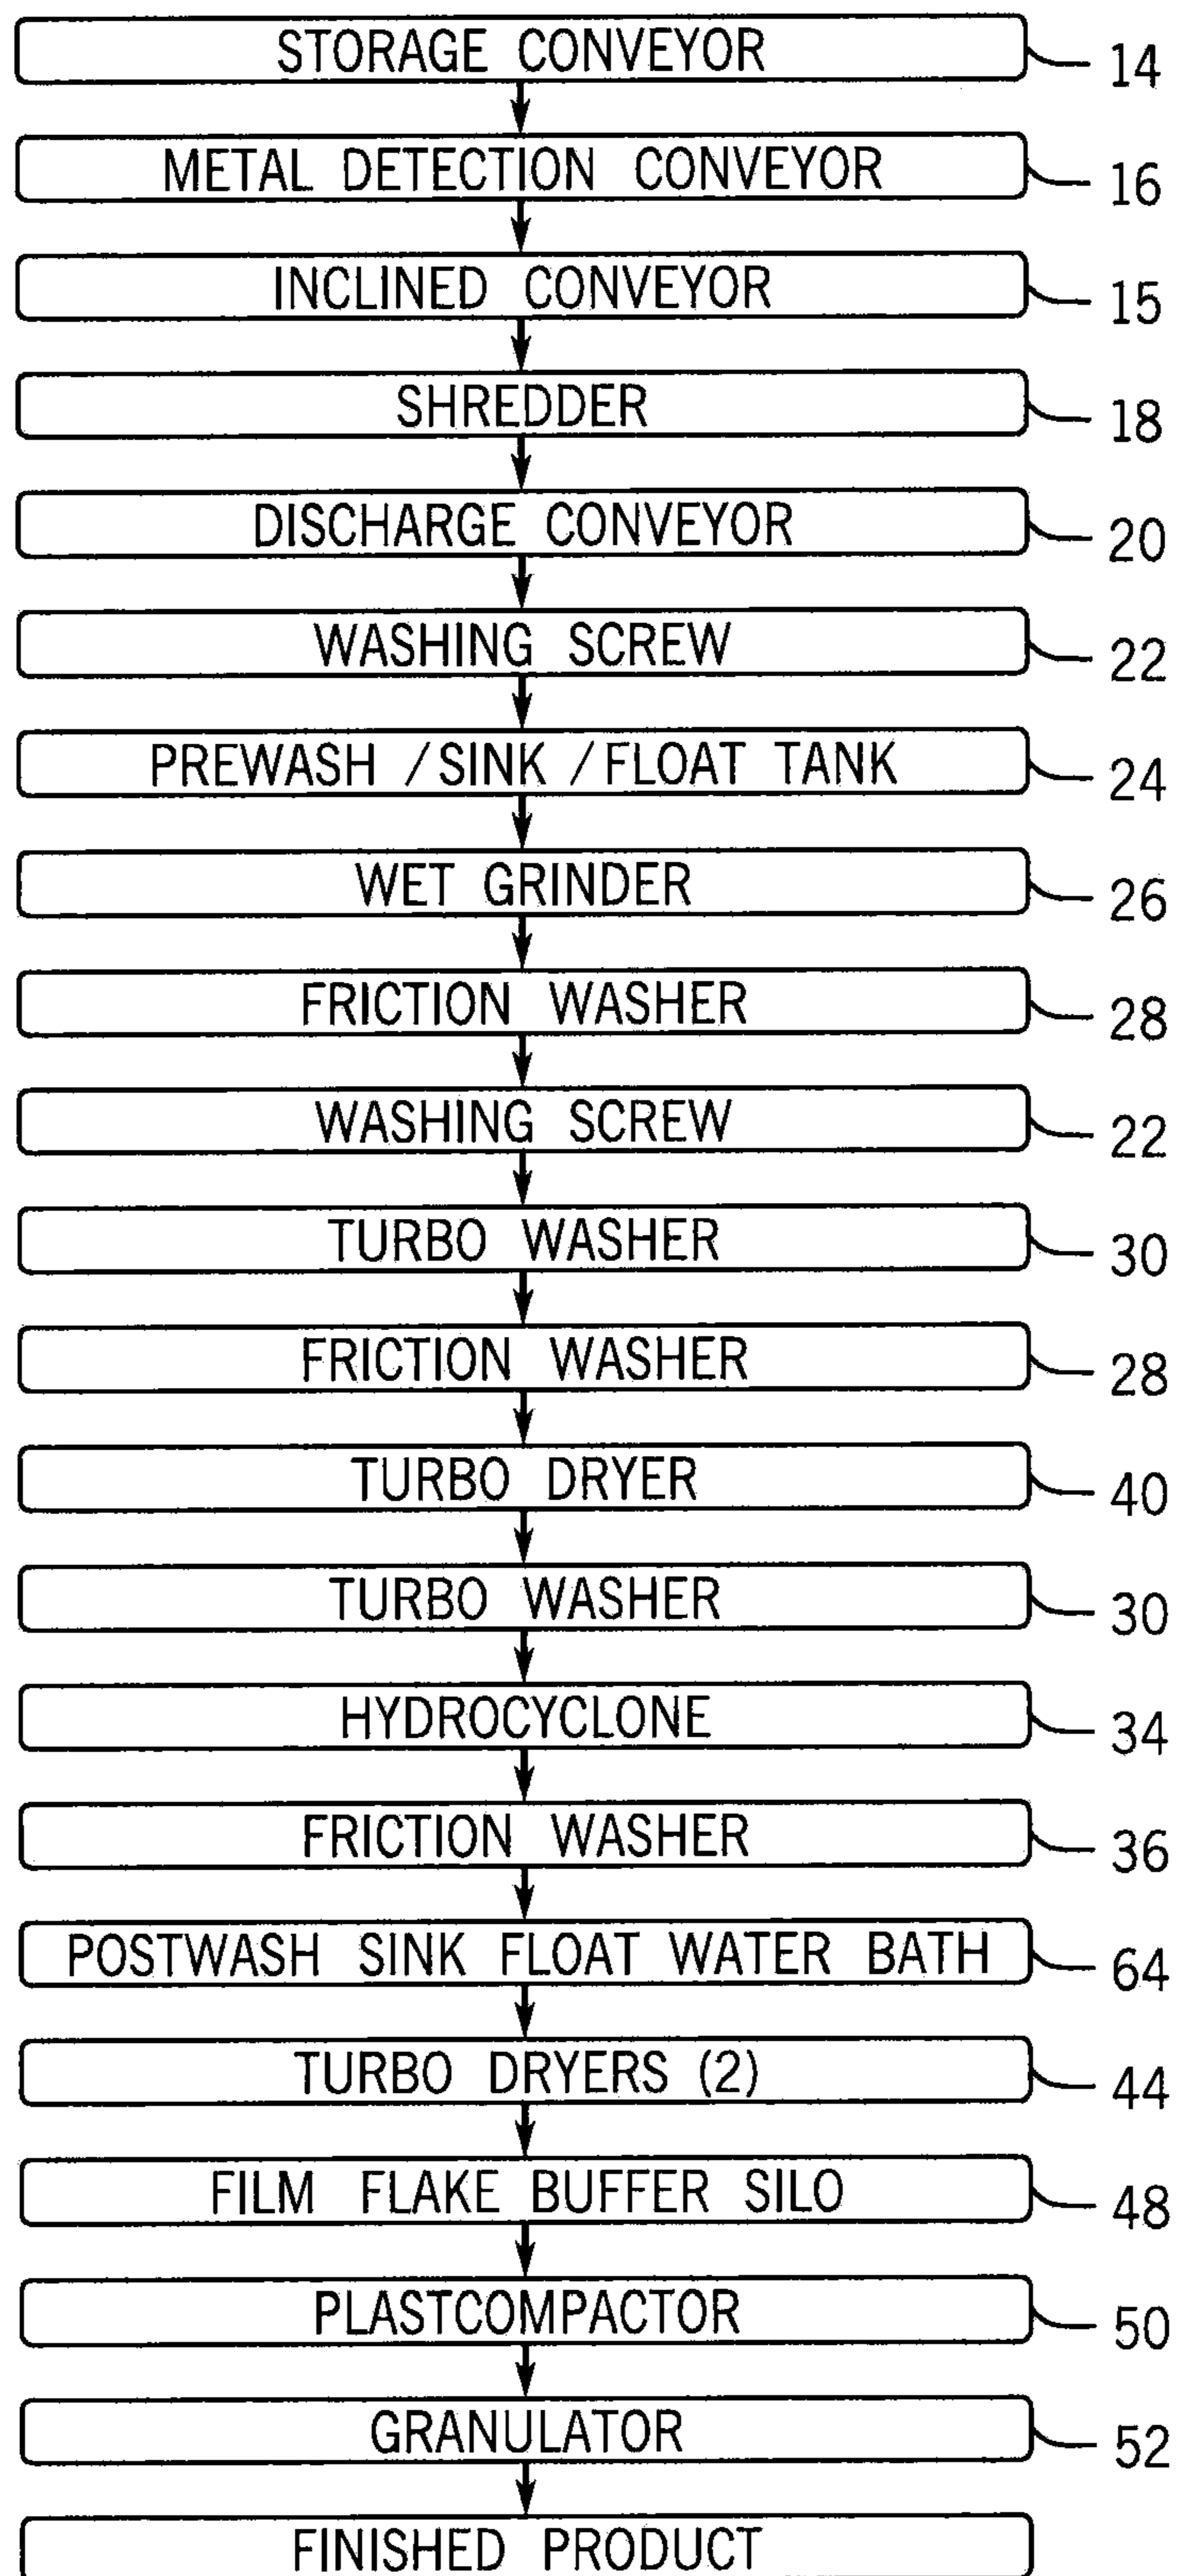 STORAGE CONVEYOR 14
METAL DETECTION CONVEYOR 16
INCLINED CONVEYOR 15
SHREDDER 18
DISCHARGE CONVEYOR 20
WASHING SCREW 22
PREWASH /SINK /FLOAT TANK 24
WET GRINDER 26
FRICTION WASHER 28
WASHING SCREW 22
TURBO WASHER 30
FRICTION WASHER 28
TURBO DRYER 40
TURBO WASHER 30
HYDROCYCLONE 34
FRICTION WASHER 36
POSTWASH SINK FLOAT WATER BATH 64
TURBO DRYERS (2) 44
FILM FLAKE BUFFER SILO 48
PLASTCOMPACTOR 50
GRANULATOR 52
FINISHED PRODUCT